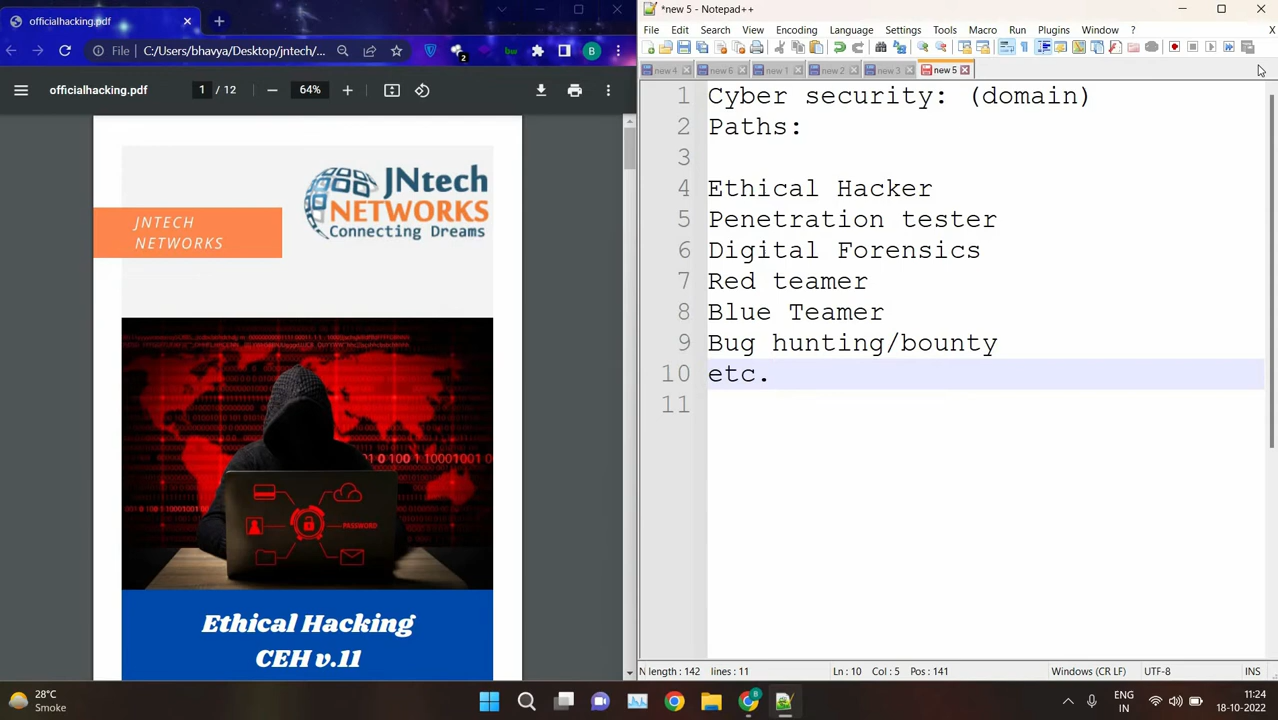 officialhacking.pdf
File
C:/Users/bhavya/Desktop/jntech/...
2
B
officialhacking.pdf
1 / 12
64%
JNTECH
NETWORKS
JNtech
NETWORKS
Connecting Dreams
PASSWORD
Ethical Hacking
CEH v.11
*new 5 - Notepad++
File Edit Search View Encoding Language Settings Tools Macro Run Plugins Window ?
X
new 4 new 6 new 1 new 2 new 3 new 5
1 Cyber security: (domain)
2 Paths:
3
4 Ethical Hacker
5 Penetration tester
6 Digital Forensics
7 Red teamer
8 Blue Teamer
9 Bug hunting/bounty
10 etc.
11
N length : 142 lines : 11 Ln : 10 Col : 5 Pos : 141 Windows (CR LF) UTF-8 INS
28°C
Smoke
ENG
IN
11:24
18-10-2022